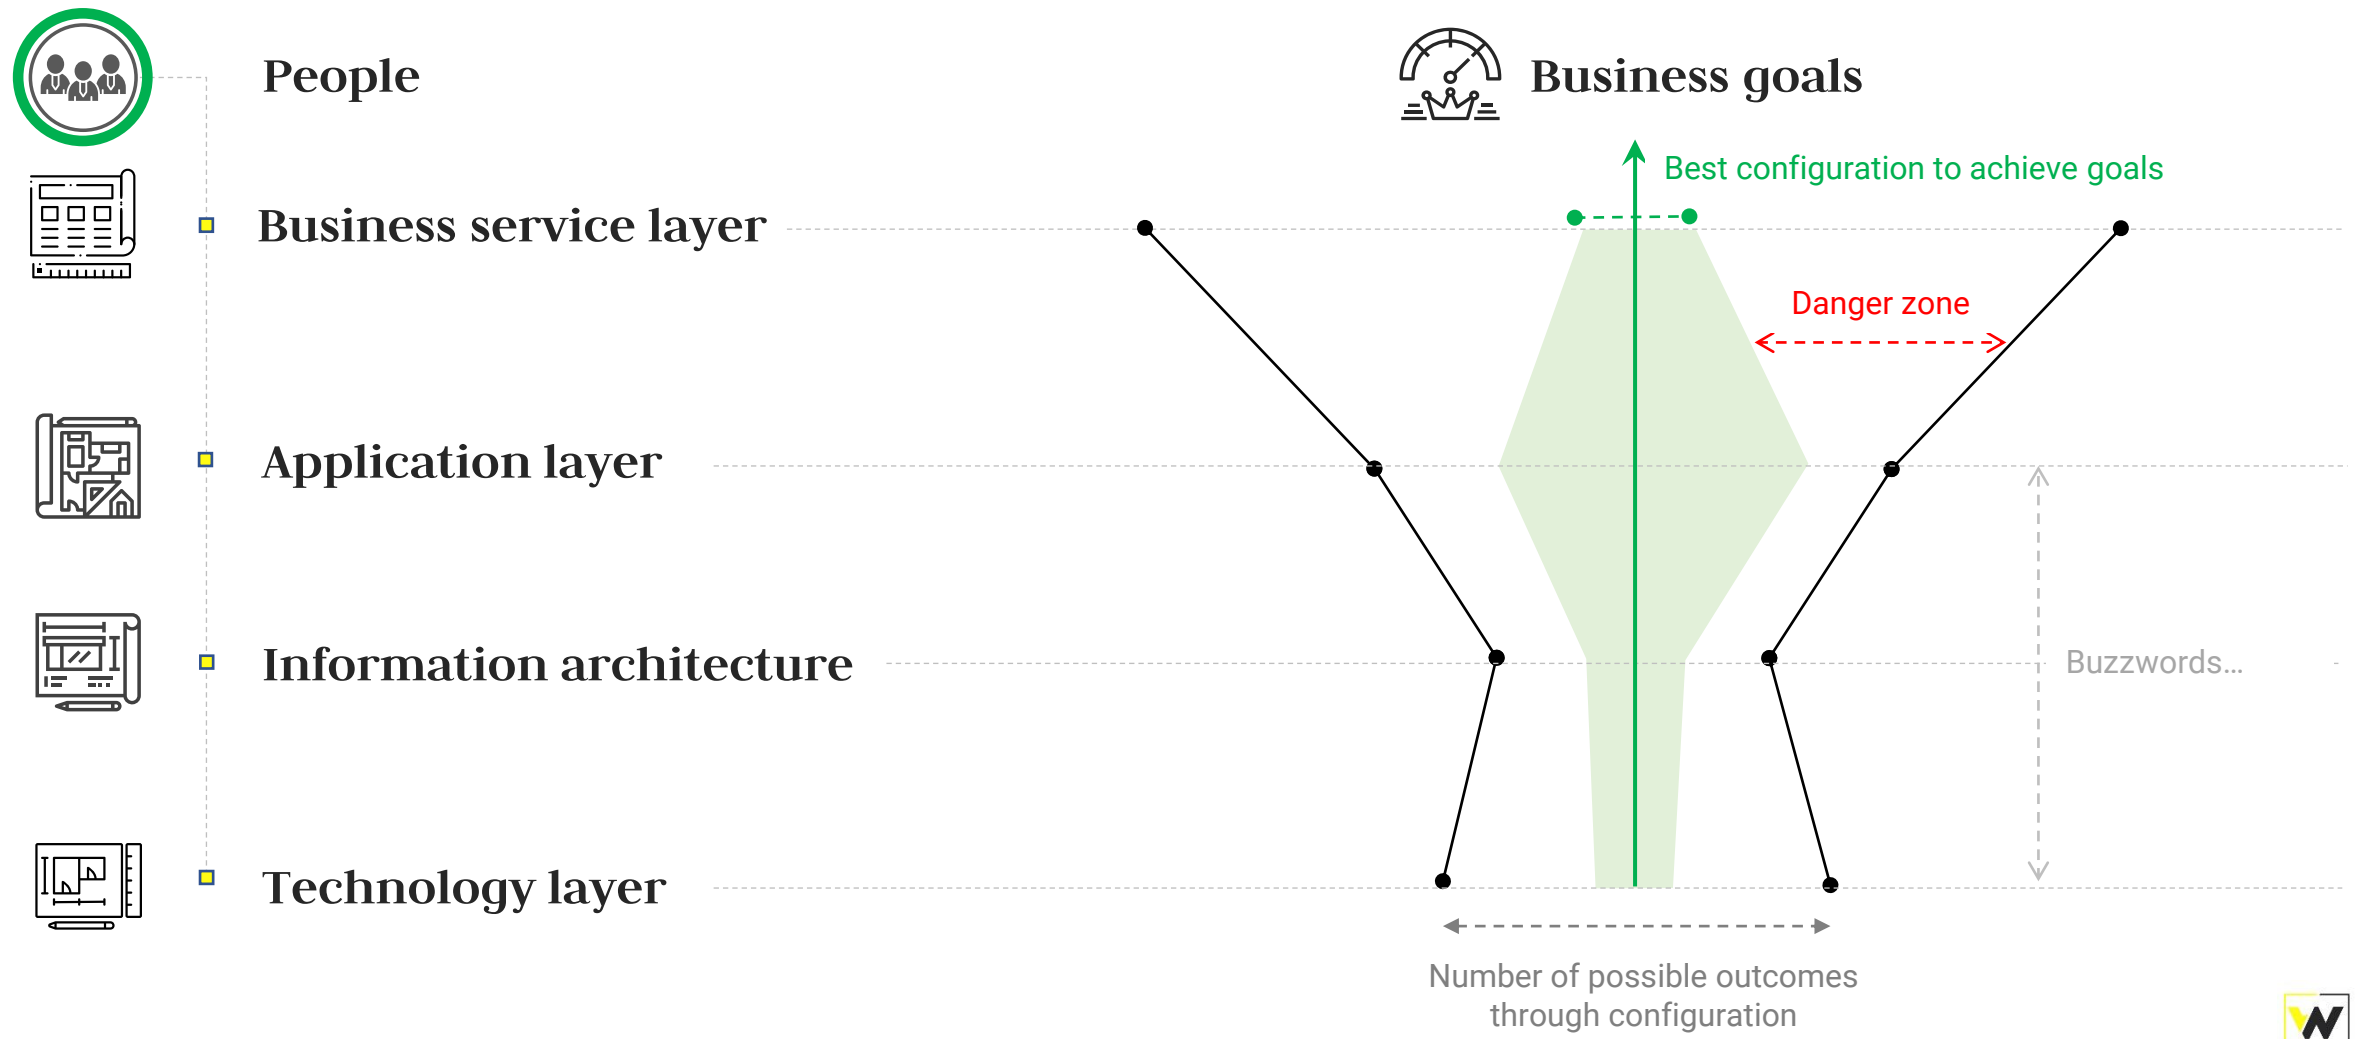 People
Business goals
Best configuration to achieve goals
Business service layer
Danger zone
Application layer
Information architecture
Buzzwords...
Technology layer
Number of possible outcomes
through configuration
W